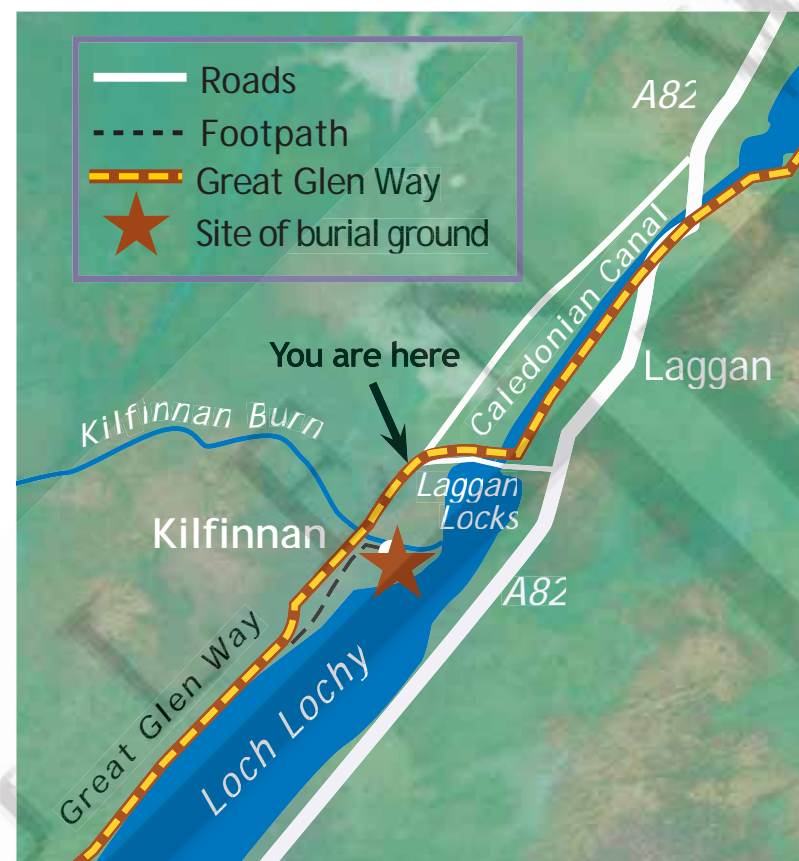 Roads
Footpath
Great Glen Way
Site of burial ground
A82
Caledonian Canal
You are here
Laggan
Kilfinnan Burn
Laggan
Locks
Kilfinnan
A82
Great Glen Way
Loch Lochy